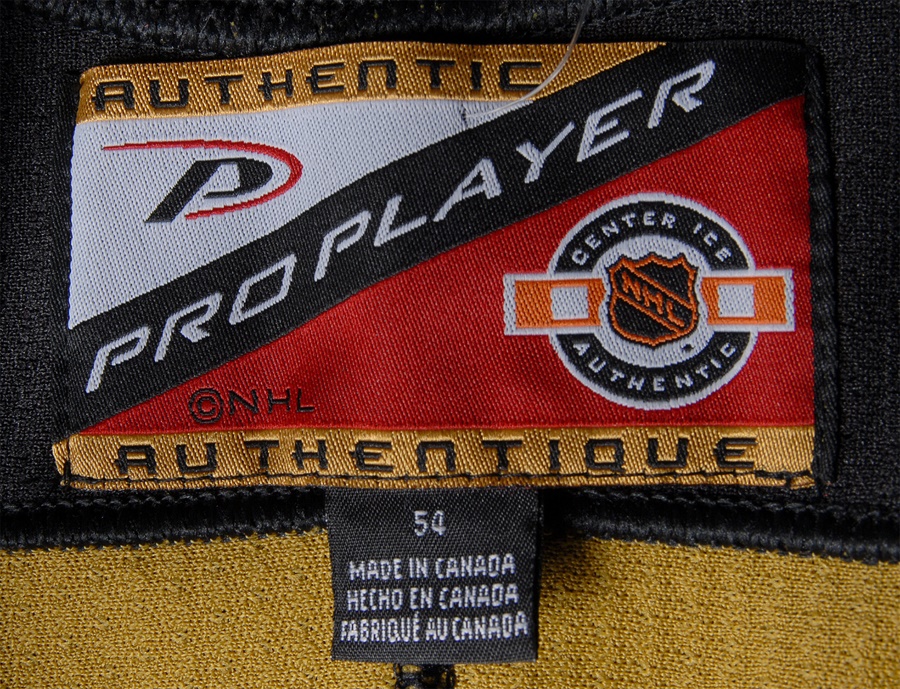 AUTHENTIC
PRO PLAYER
CENTER ICE
NHL
AUTHENTIC
©NHL
AUTHENTIQUE
54
MADE IN CANADA
HECHO EN CANADA
FABRIQUÉ AU CANADA